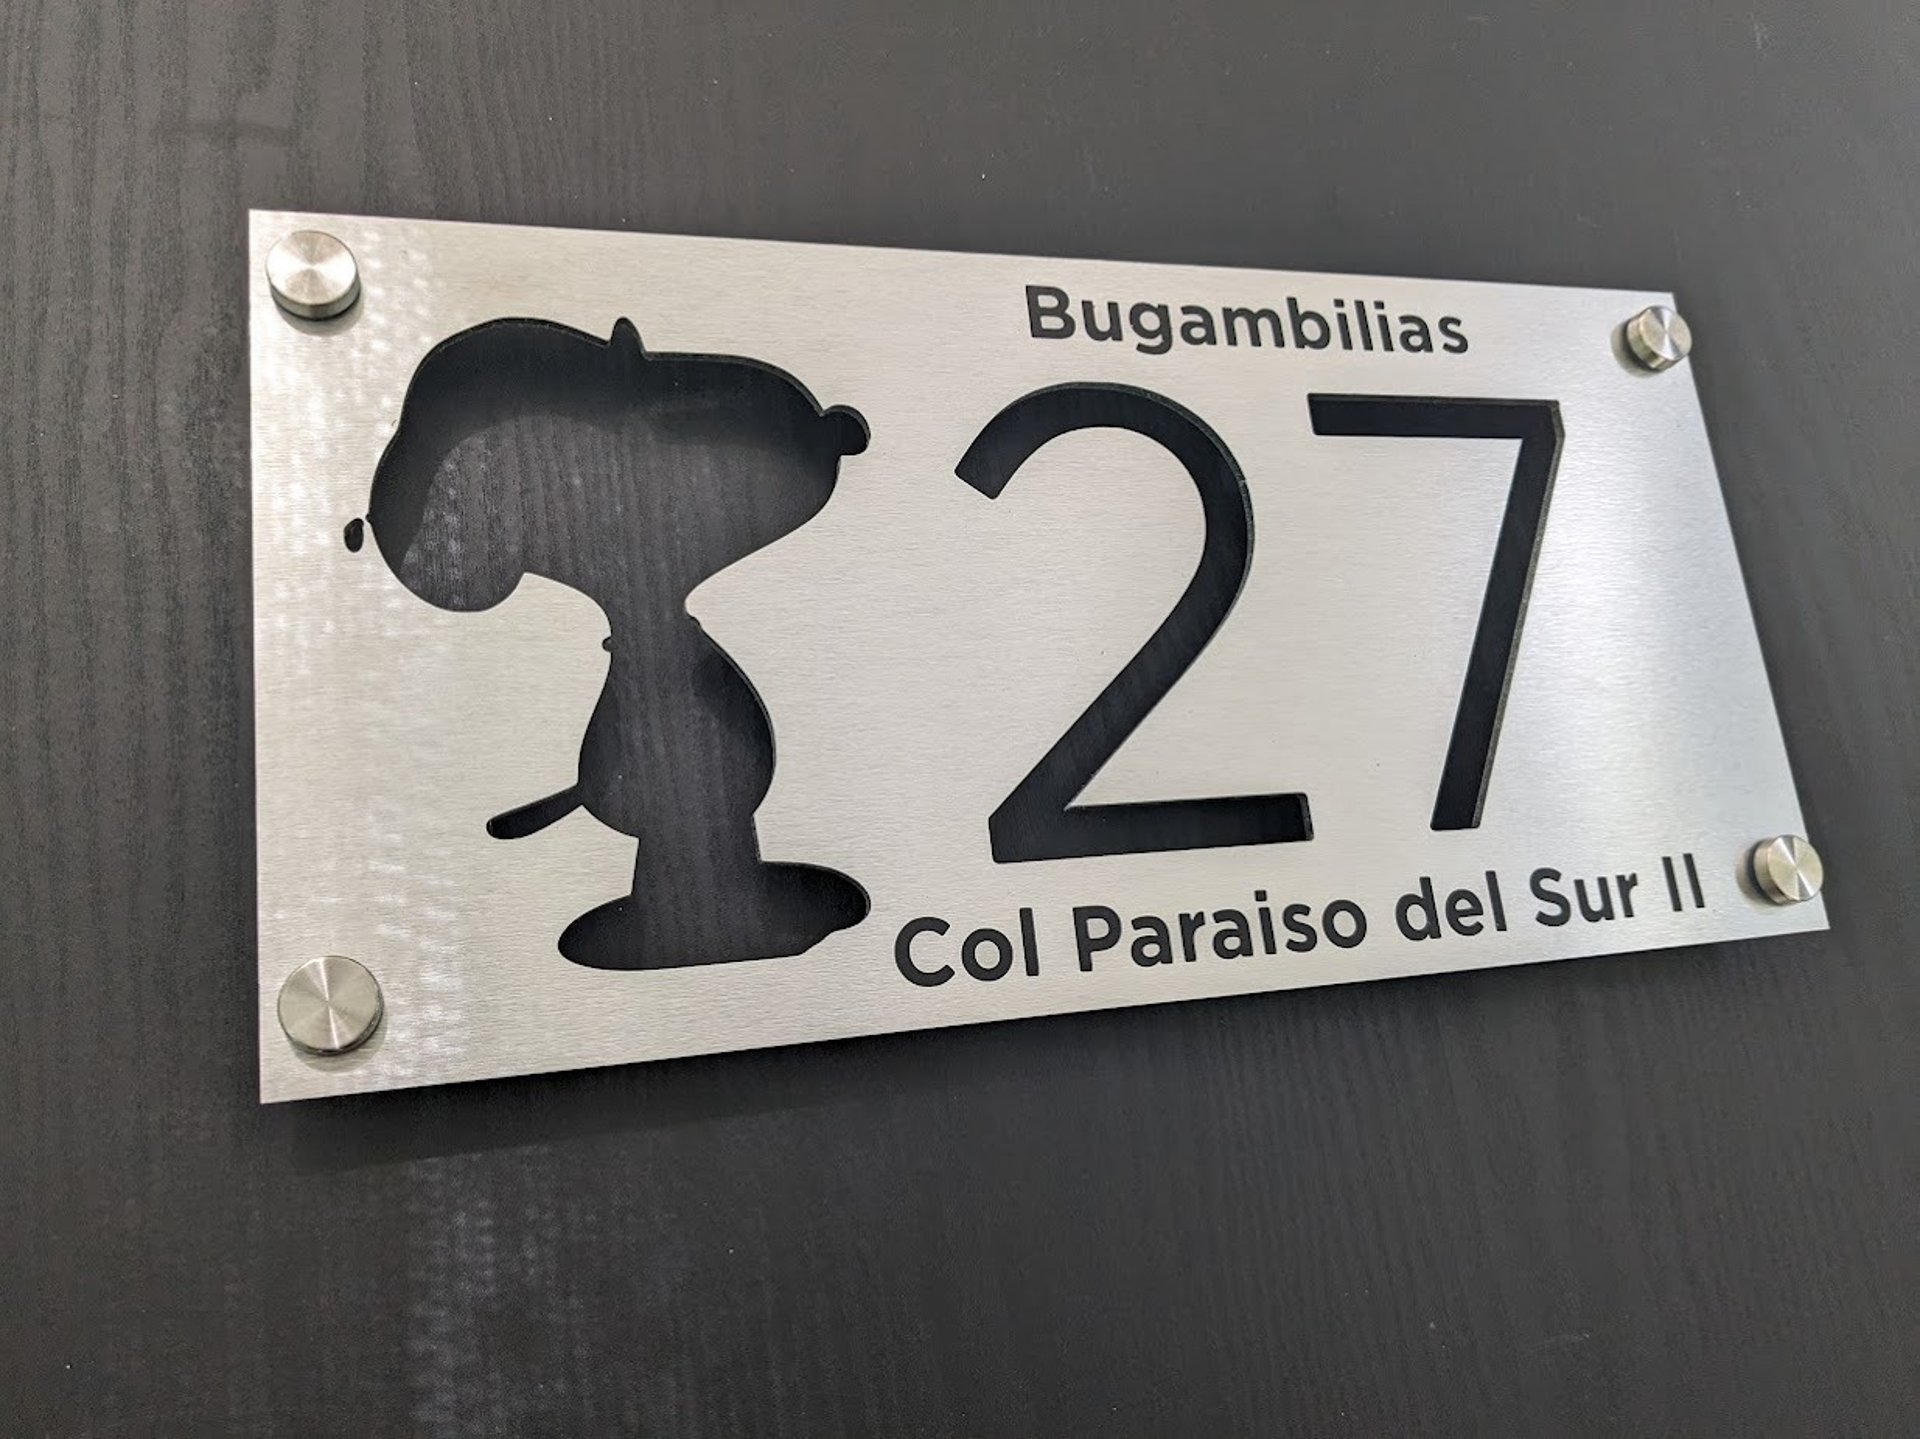 Bugambilias
27
Col Paraiso del Sur II